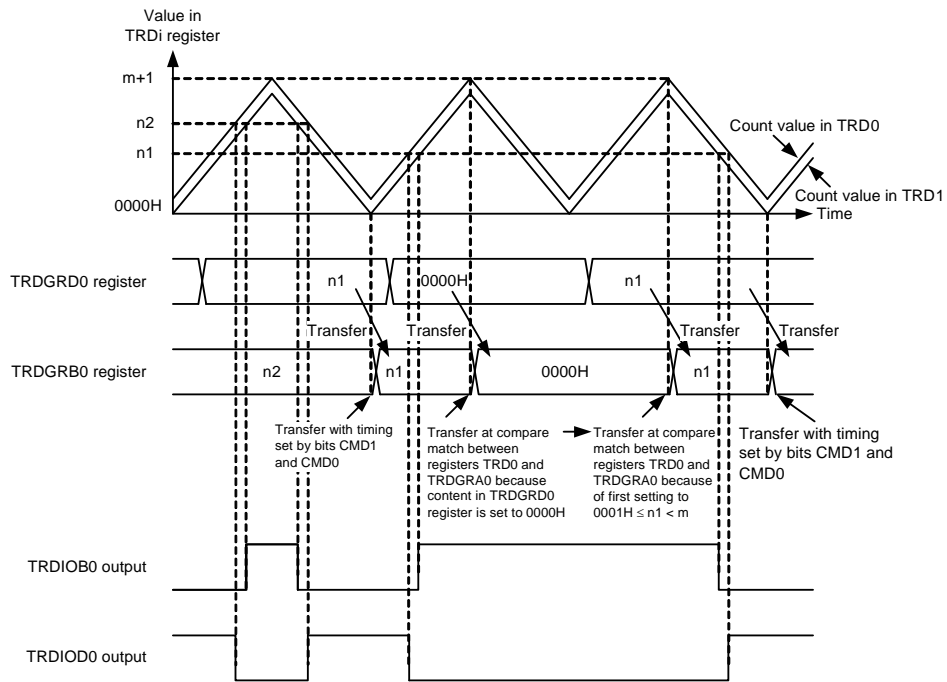 Value in
TRDi register
m+1
n2
n1
0000H
Count value in TRD0
Count value in TRD1
Time
TRDGRD0 register
n1
0000H
n1
Transfer
Transfer
Transfer
Transfer
TRDGRB0 register
n2
n1
0000H
n1
Transfer with timing
set by bits CMD1
and CMD0
Transfer at compare
match between
registers TRD0 and
TRDGRA0 because
content in TRDGRD0
register is set to 0000H
Transfer at compare
match between
registers TRD0 and
TRDGRA0 because
of first setting to
0001H ≤ n1 < m
Transfer with timing
set by bits CMD1 and
CMD0
TRDIOB0 output
TRDIOD0 output